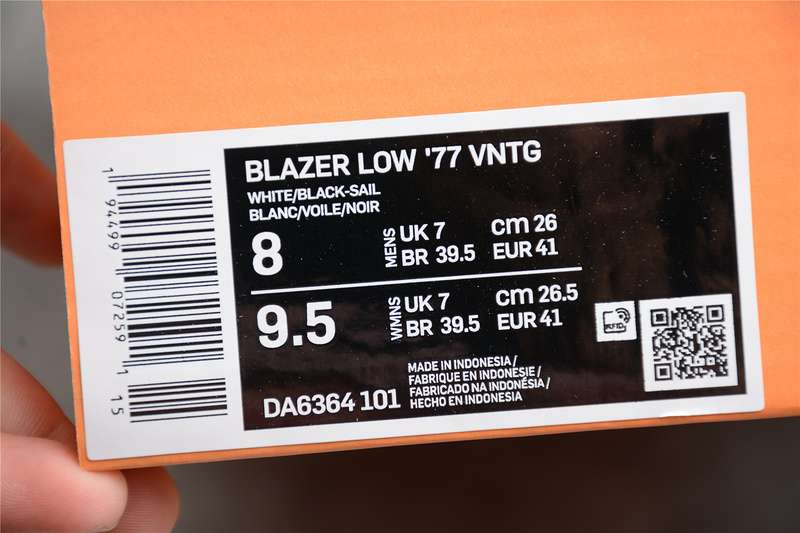 BLAZER LOW '77 VNTG
WHITE/BLACK-SAIL
BLANC/VOILE/NOIR
8
MENS
UK 7
cm 26
BR 39.5
EUR 41
9.5
WMNS
UK 7
cm 26.5
BR 39.5
EUR 41
RFID
DA6364 101
MADE IN INDONESIA /
FABRIQUE EN INDONÉSIE /
FABRICADO NA INDONÉSIA /
HECHO EN INDONESIA
1 94499 07259 1 15